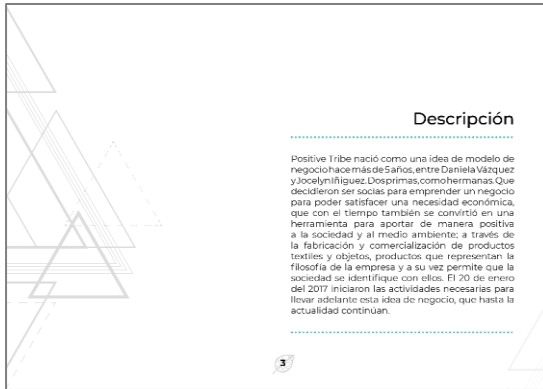 Descripción
Positive Tribe nació como una idea de modelo de
negocio hace más de 5 años, entre Daniela Vázquez
y Jocelyn Iñiguez. Dos primas, como hermanas. Que
decidieron ser socias para emprender un negocio
para poder satisfacer una necesidad económica,
que con el tiempo también se convirtió en una
herramienta para aportar de manera positiva
a la sociedad y al medio ambiente; a través de
la fabricación y comercialización de productos
textiles y objetos, productos que representan la
filosofía de la empresa y a su vez permite que la
sociedad se identifique con ellos. El 20 de enero
del 2017 iniciaron las actividades necesarias para
llevar adelante esta idea de negocio, que hasta la
actualidad continúan.
3